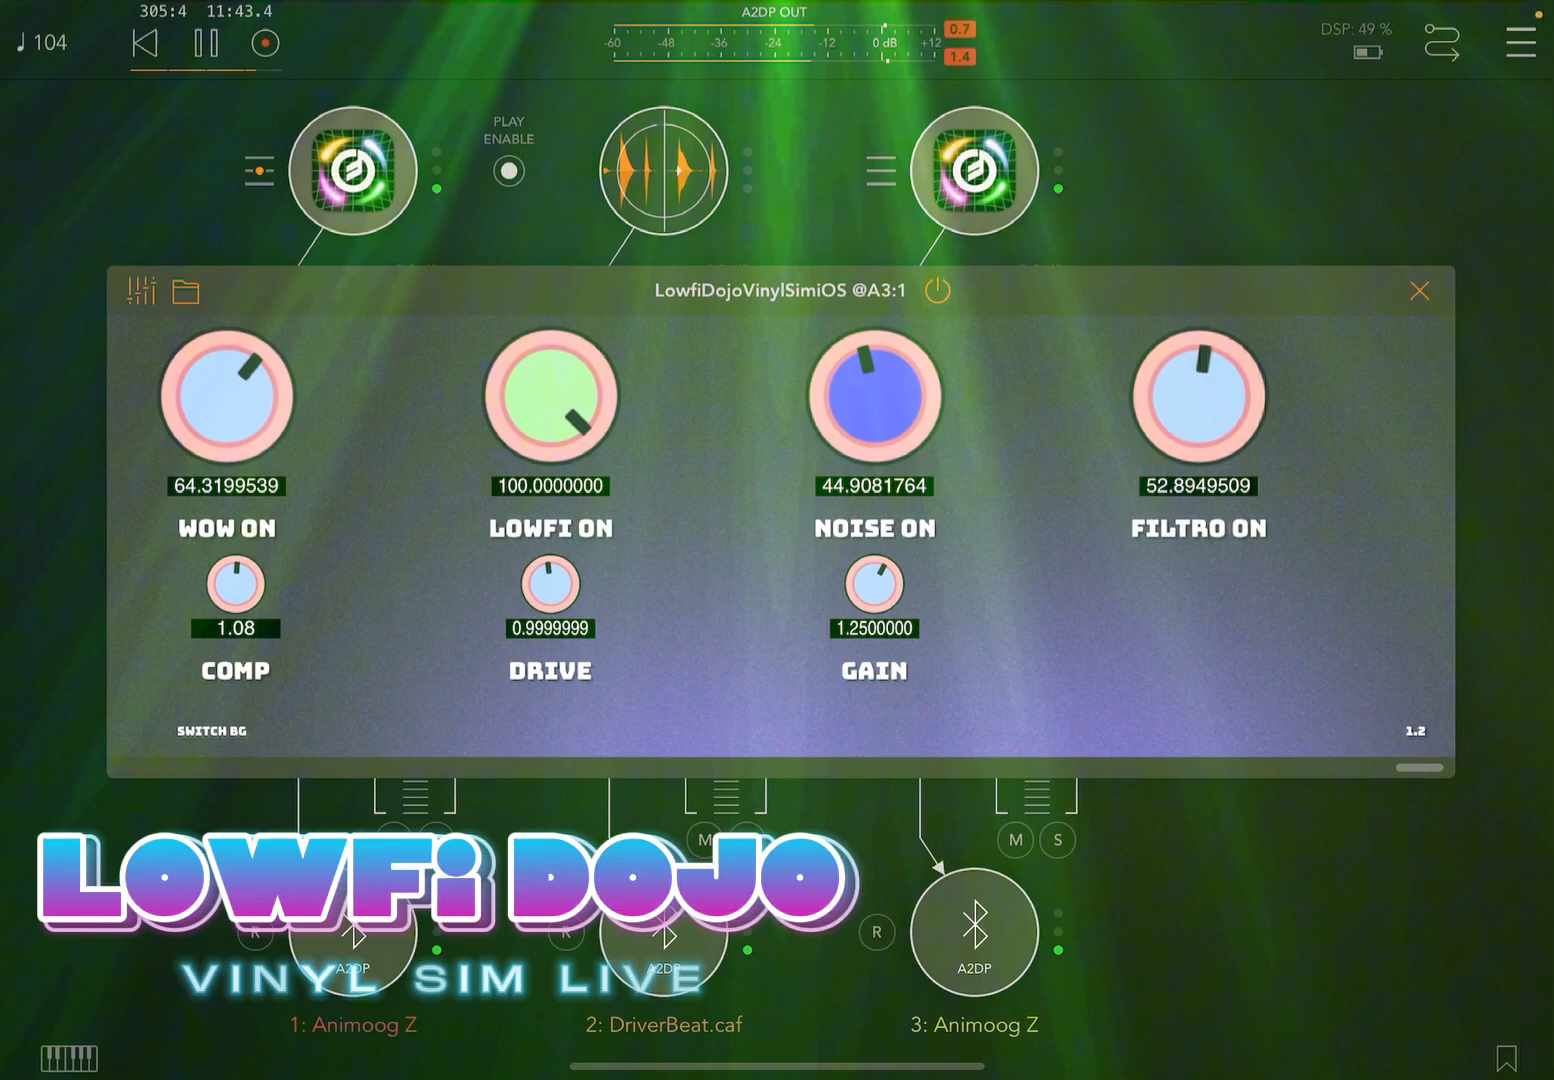 305:4 11:43.4
A2DP OUT
104
-60 -48 -36 -24 -12 0 dB +12
0.7
1.4
DSP: 49 %
PLAY
ENABLE
LowfiDojoVinylSimiOS @A3:1
64.3199539
100.0000000
44.9081764
52.8949509
WOW ON
LOWFI ON
NOISE ON
FILTRO ON
1.08
0.9999999
1.2500000
COMP
DRIVE
GAIN
SWITCH BG
1.2
M
M S
LOWFi DOJO
R
R
R
A2DP
A2DP
A2DP
VINYL SIM LIVE
1: Animoog Z
2: DriverBeat.caf
3: Animoog Z